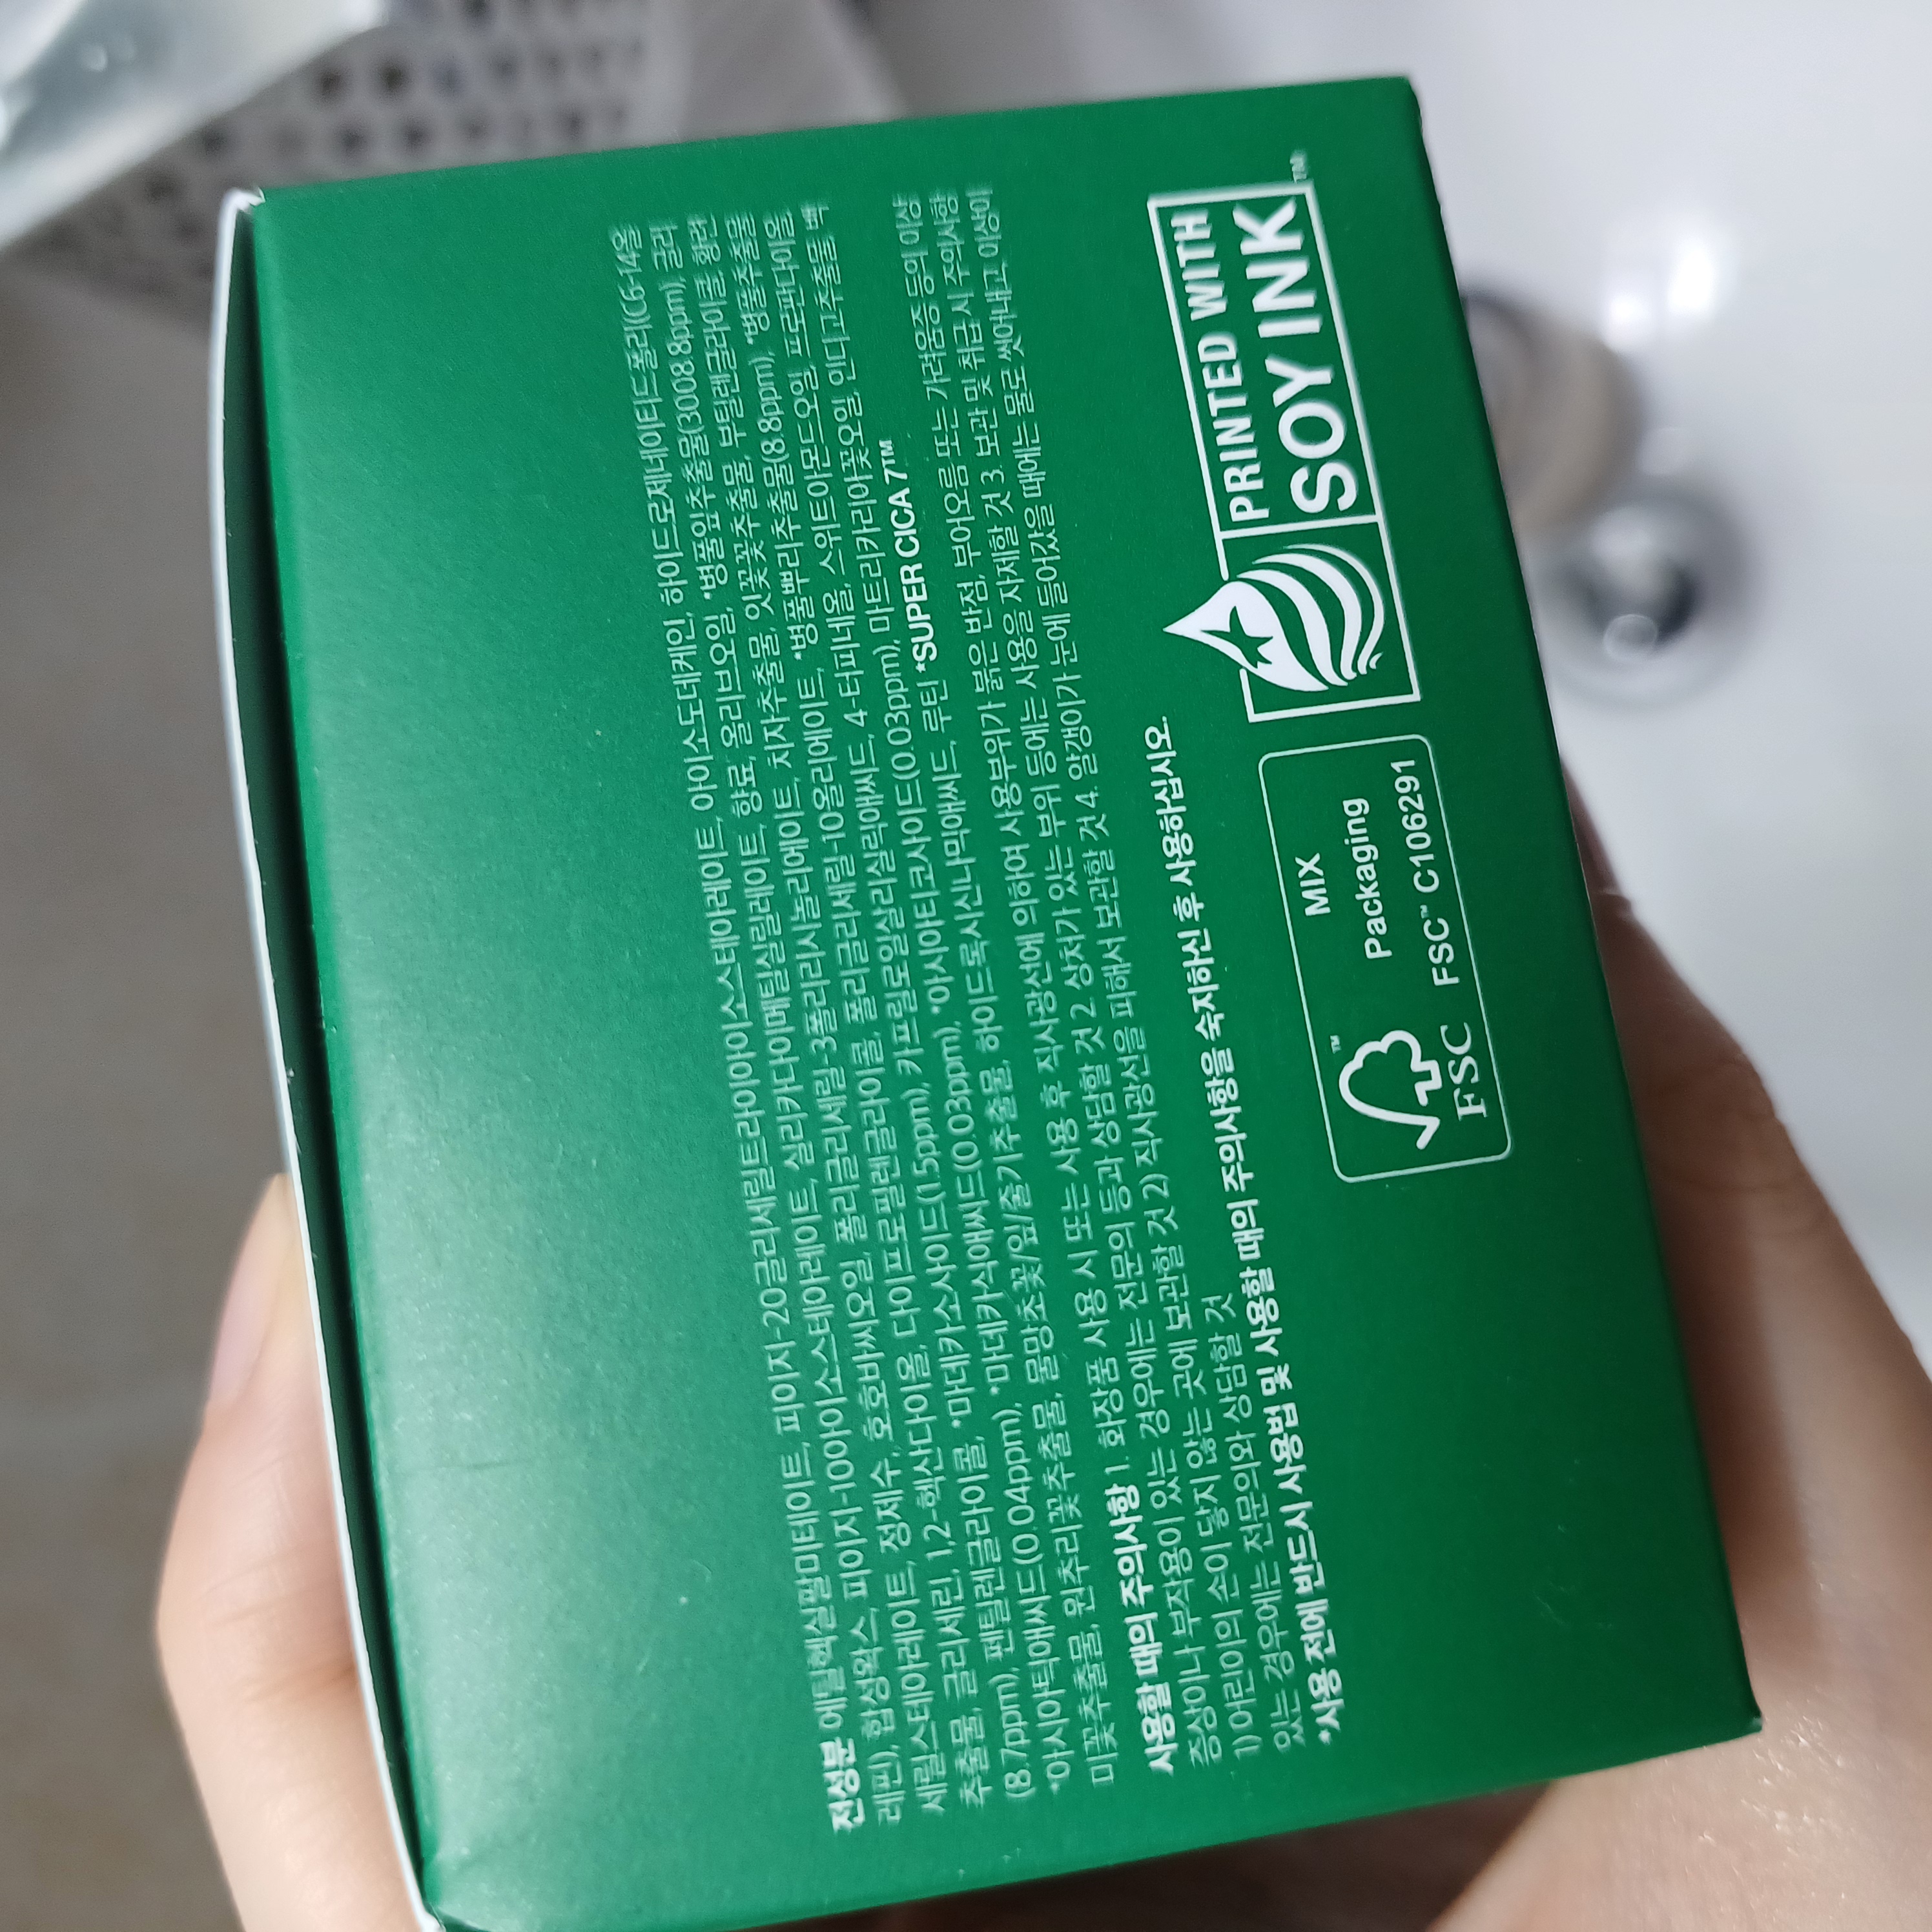 전성분 에틸헥실팔미테이트, 피이지-20글리세릴트라이아이소스테아레이트, 아이소도데케인, 하이드로제네이티드폴리(C6-14올
레핀), 합성왁스, 피이지-10아이소스테아레이트, 실리카다이메틸실릴레이트, 향료, 올리브오일, *병풀잎추출물(3008.8ppm), 글리
세릴스테아레이트, 정제수, 호호바씨오일, 폴리글리세릴-3폴리리시놀리에이트, 치자추출물, 잇꽃꽃추출물, 부틸렌글라이콜, 황련
추출물, 글리세린, 1,2-헥산다이올, 다이프로필렌글라이콜, 폴리글리세릴-10올리에이트, *병풀뿌리추출물(8.8ppm), *병풀추출물
(8.7ppm), 펜틸렌글라이콜, *마데카소사이드(1.5ppm), 카프릴로일살리실릭애씨드, 4-터피네올, 스위트아몬드오일, 프로판다이올,
*아시아틱애씨드(0.04ppm), *마데카식애씨드(0.03ppm), *아시아티코사이드(0.03ppm), 마트리카리아꽃오일, 인디고추출물, 백
미꽃추출물, 원추리꽃추출물, 물망초꽃/잎/줄기추출물, 하이드록시신나믹애씨드, 루틴 *SUPER CICA 7™
사용할 때의 주의사항 1. 화장품 사용 시 또는 사용 후 직사광선에 의하여 사용부위가 붉은 반점, 부어오름 또는 가려움증 등의 이상
증상이나 부작용이 있는 경우에는 전문의 등과 상담할 것 2. 상처가 있는 부위 등에는 사용을 자제할 것 3. 보관 및 취급 시 주의사항
1) 어린이의 손이 닿지 않는 곳에 보관할 것 2) 직사광선을 피해서 보관할 것 4. 알갱이가 눈에 들어갔을 때에는 물로 씻어내고, 이상이
있는 경우에는 전문의와 상담할 것
*사용 전에 반드시 사용법 및 사용할 때의 주의사항을 숙지하신 후 사용하십시오.
FSC™
MIX
Packaging
FSC™ C106291
PRINTED WITH
SOY INK™